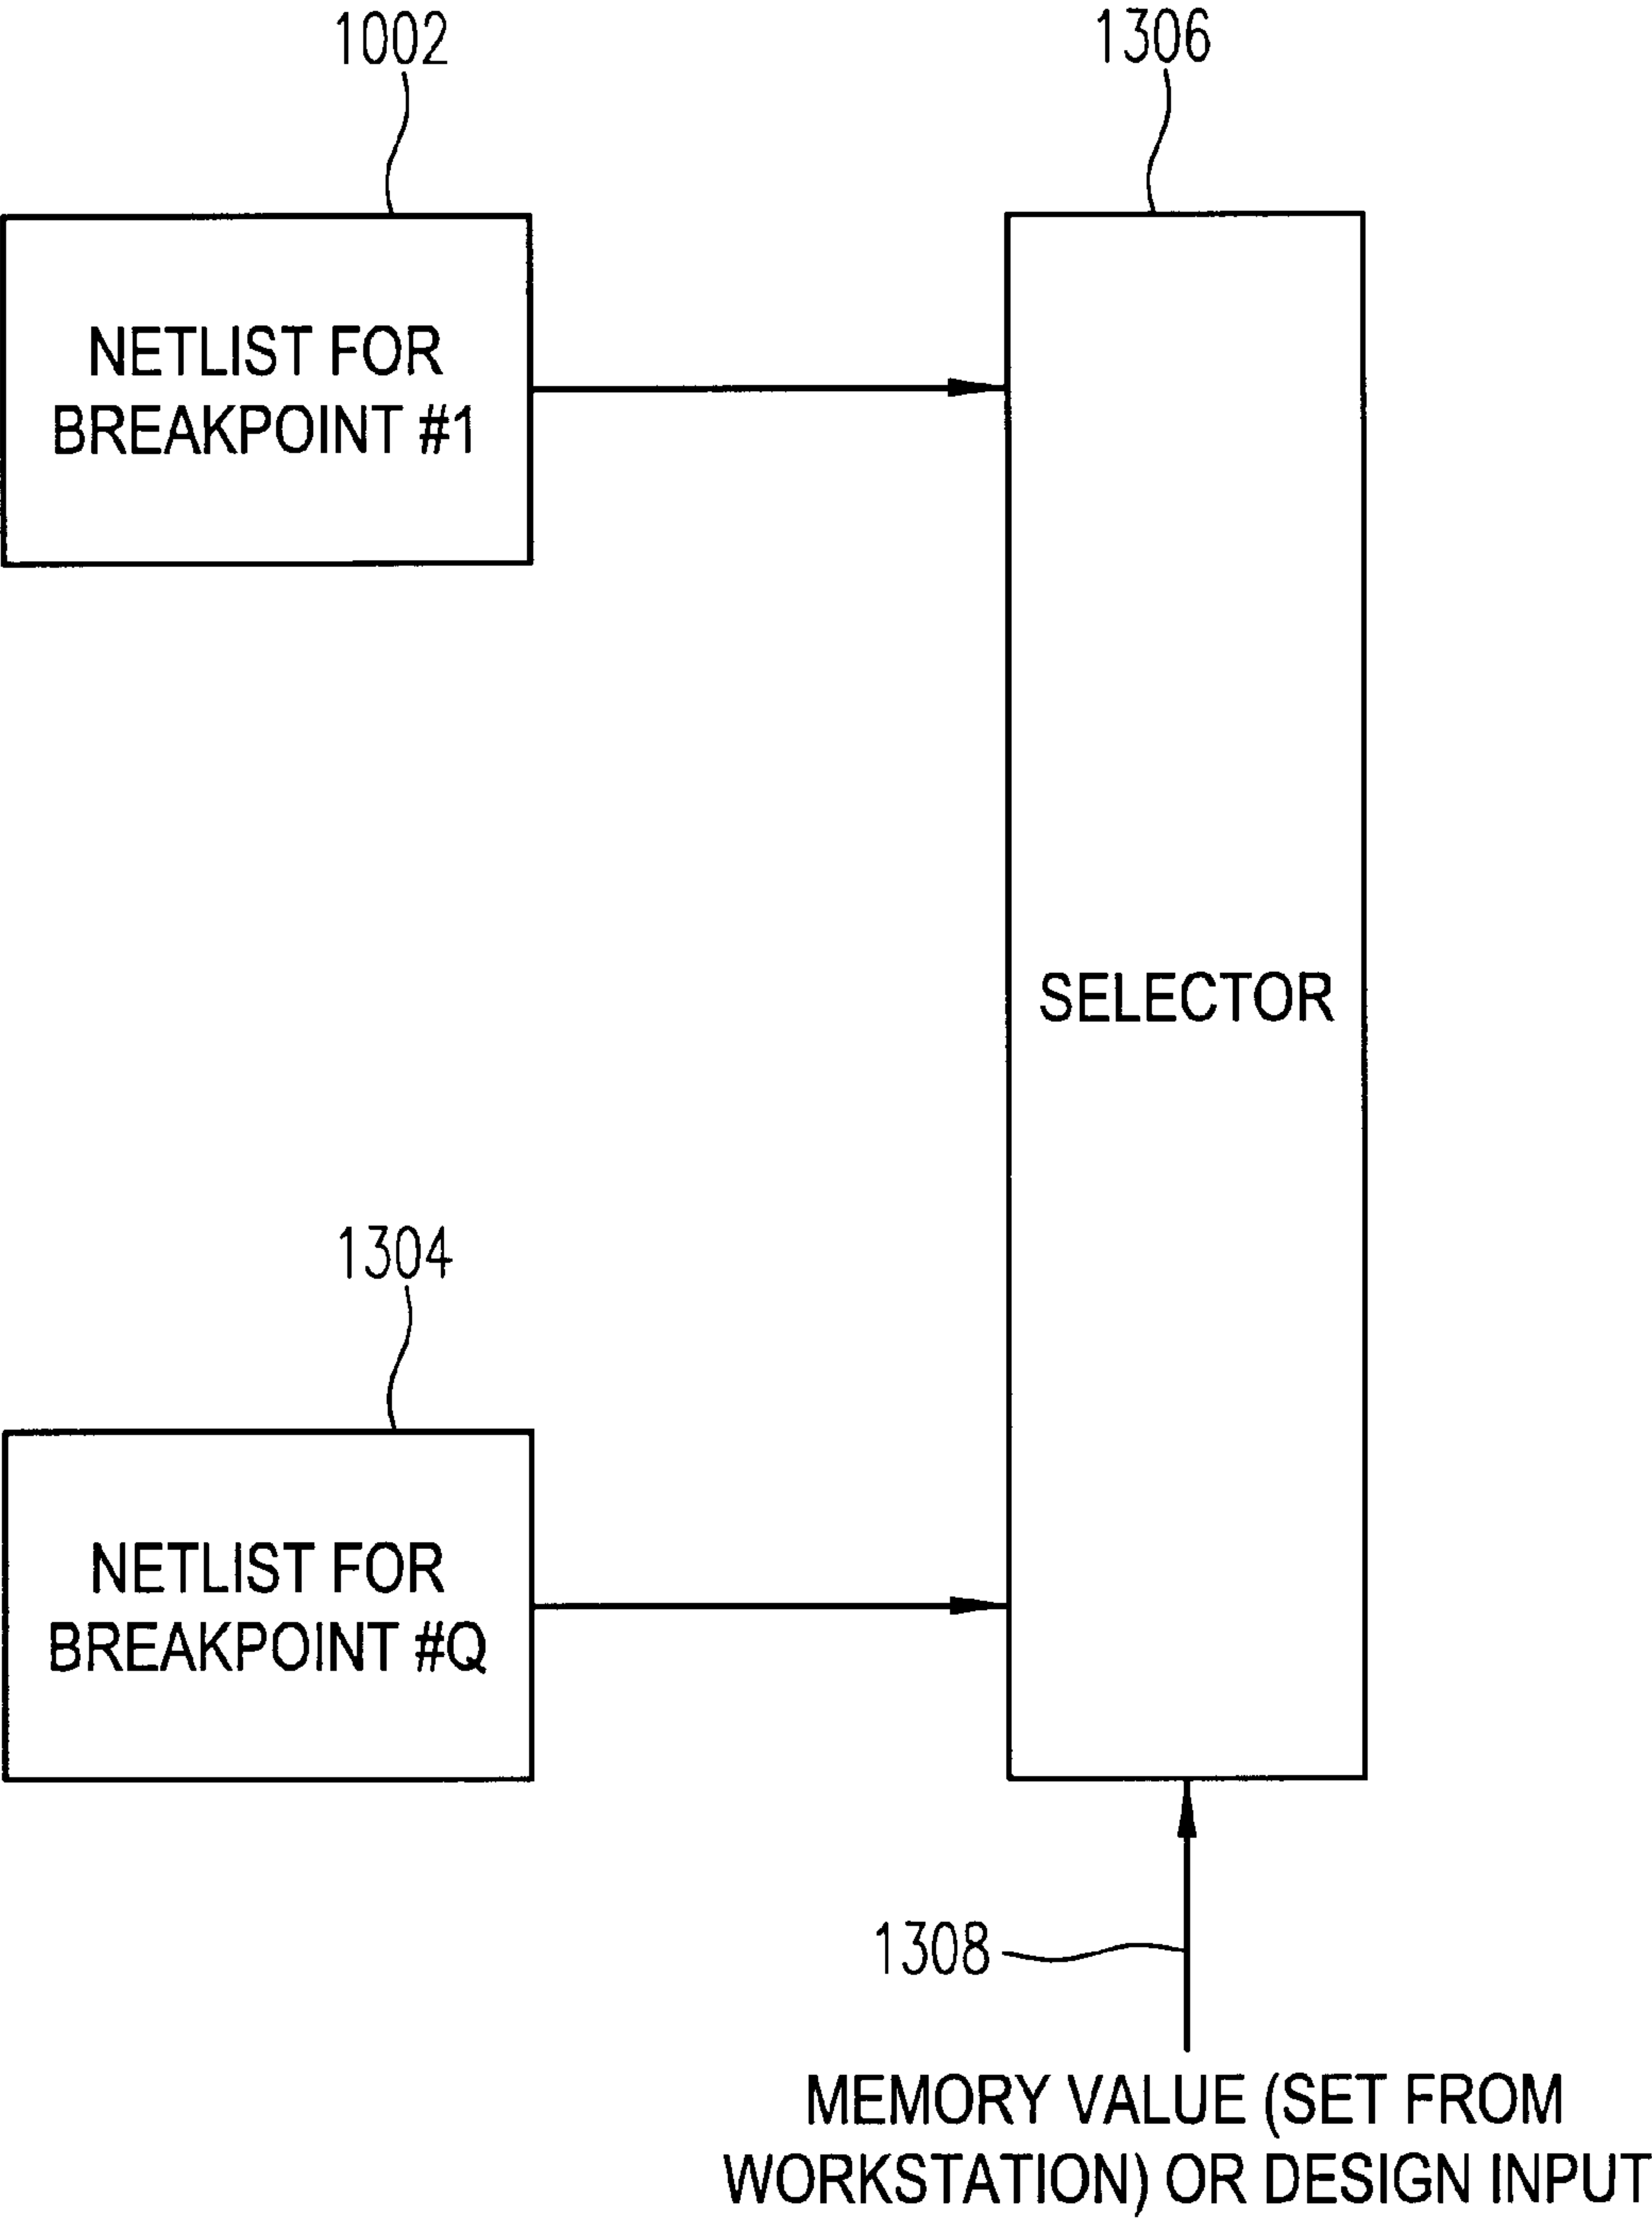 1002
1306
NETLIST FOR
BREAKPOINT #1
SELECTOR
1304
NETLIST FOR
BREAKPOINT #Q
1308
MEMORY VALUE (SET FROM
WORKSTATION) OR DESIGN INPUT